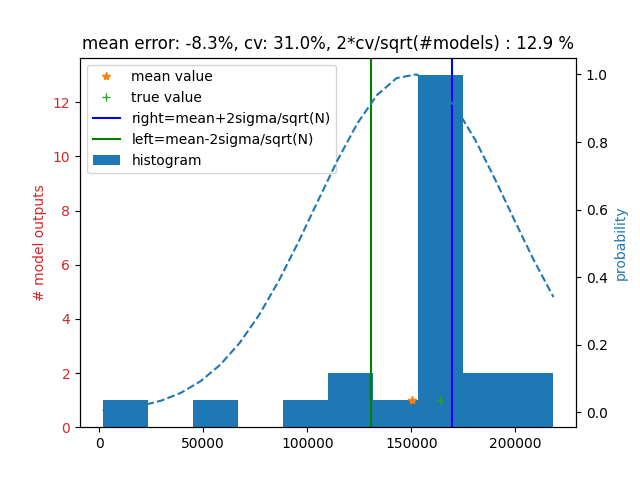 mean error: -8.3%, cv: 31.0%, 2*cv/sqrt(#models) : 12.9 %
mean value
true value
right=mean+2sigma/sqrt(N)
left=mean-2sigma/sqrt(N)
histogram
# model outputs
12
10
8
6
4
2
0
0
50000
100000
150000
200000
1.0
0.8
0.6
0.4
0.2
0.0
probability